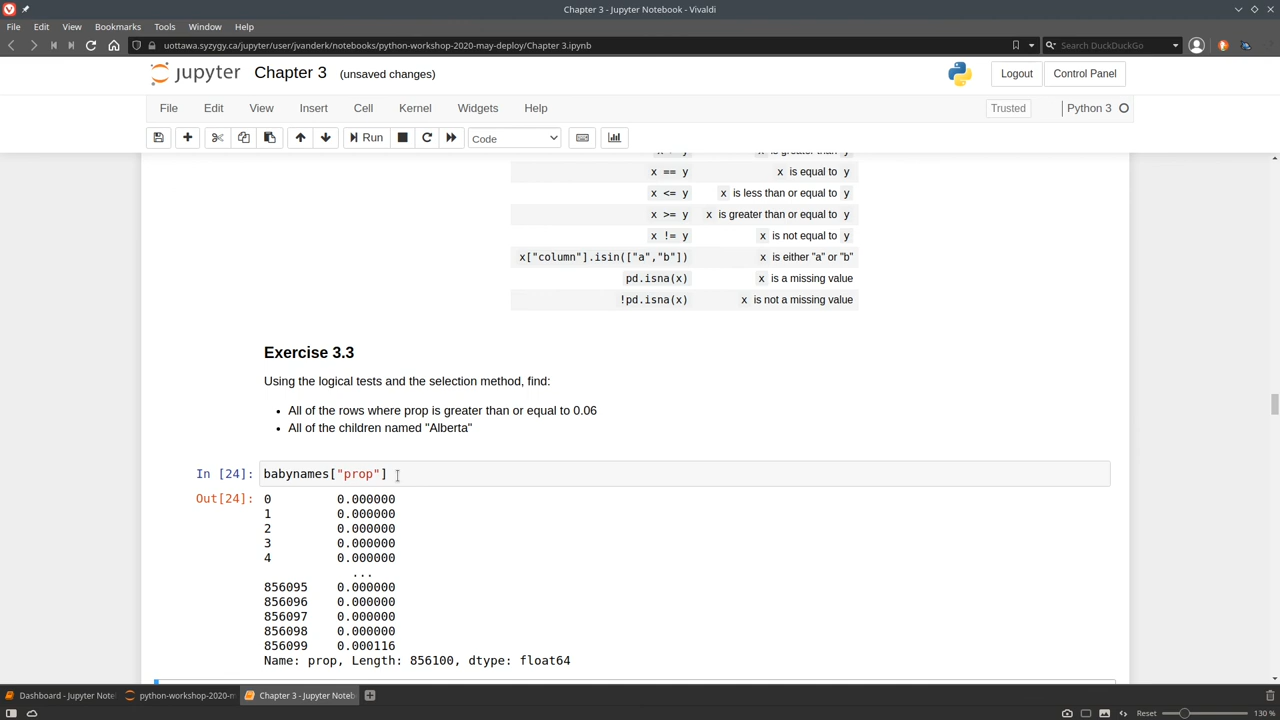 Chapter 3 - Jupyter Notebook - Vivaldi
File Edit View Bookmarks Tools Window Help
uottawa.syzygy.ca/jupyter/user/jvanderk/notebooks/python-workshop-2020-may-deploy/Chapter 3.ipynb
Search DuckDuckGo
jupyter Chapter 3 (unsaved changes)
Logout Control Panel
File Edit View Insert Cell Kernel Widgets Help
Trusted Python 3
Run Code
x == y x is equal to y
x <= y x is less than or equal to y
x >= y x is greater than or equal to y
x != y x is not equal to y
x["column"].isin(["a","b"]) x is either "a" or "b"
pd.isna(x) x is a missing value
!pd.isna(x) x is not a missing value
Exercise 3.3
Using the logical tests and the selection method, find:
• All of the rows where prop is greater than or equal to 0.06
• All of the children named "Alberta"
In [24]: babynames["prop"]
Out[24]: 0 0.000000
1 0.000000
2 0.000000
3 0.000000
4 0.000000
...
856095 0.000000
856096 0.000000
856097 0.000000
856098 0.000000
856099 0.000116
Name: prop, Length: 856100, dtype: float64
Dashboard - Jupyter Note python-workshop-2020-m Chapter 3 - Jupyter Noteb
Reset 130 %